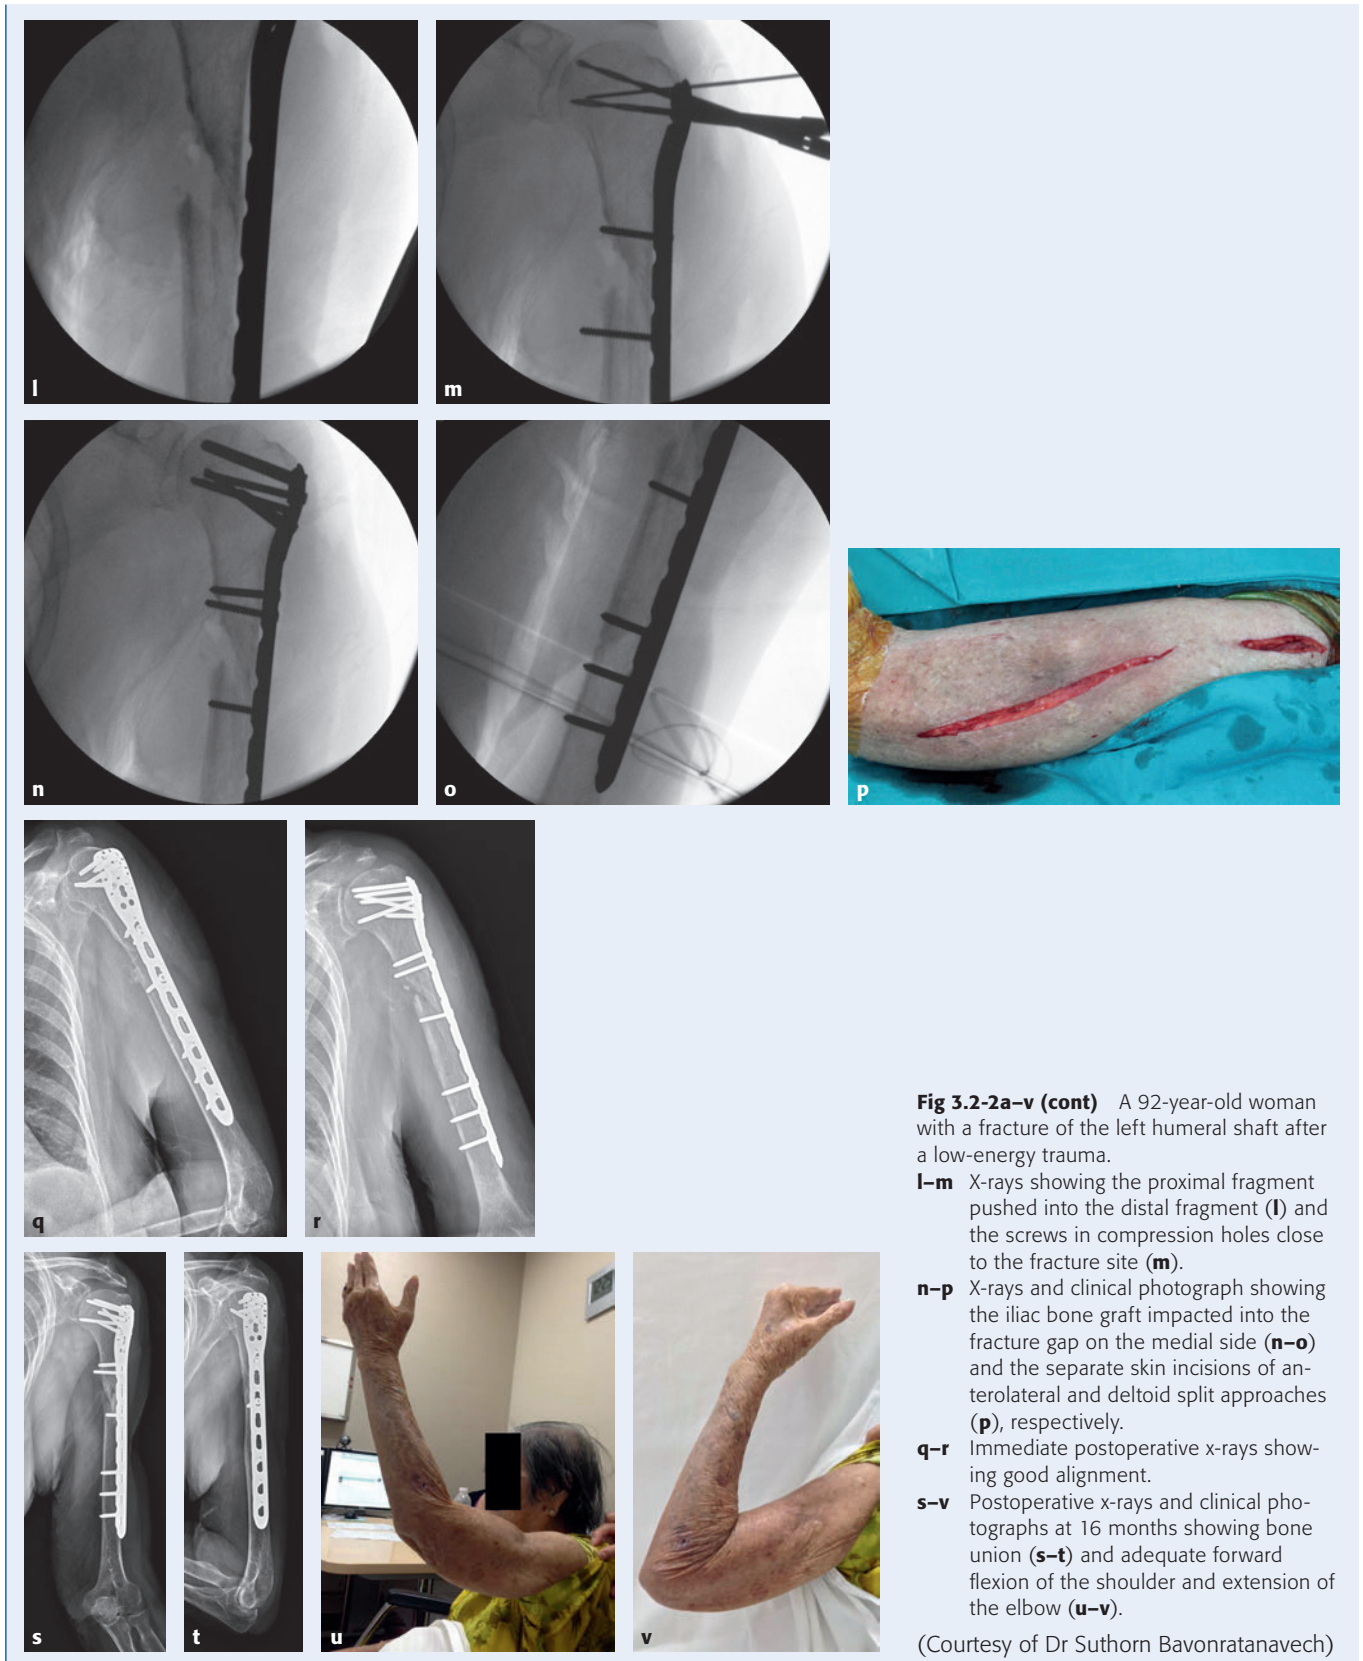 l
m
n
o
p
q
r
s
t
u
v
Fig 3.2-2a–v (cont) A 92-year-old woman
with a fracture of the left humeral shaft after
a low-energy trauma.
l–m X-rays showing the proximal fragment
pushed into the distal fragment (l) and
the screws in compression holes close
to the fracture site (m).
n–p X-rays and clinical photograph showing
the iliac bone graft impacted into the
fracture gap on the medial side (n–o)
and the separate skin incisions of an-
terolateral and deltoid split approaches
(p), respectively.
q–r Immediate postoperative x-rays show-
ing good alignment.
s–v Postoperative x-rays and clinical pho-
tographs at 16 months showing bone
union (s–t) and adequate forward
flexion of the shoulder and extension of
the elbow (u–v).
(Courtesy of Dr Suthorn Bavonratanavech)